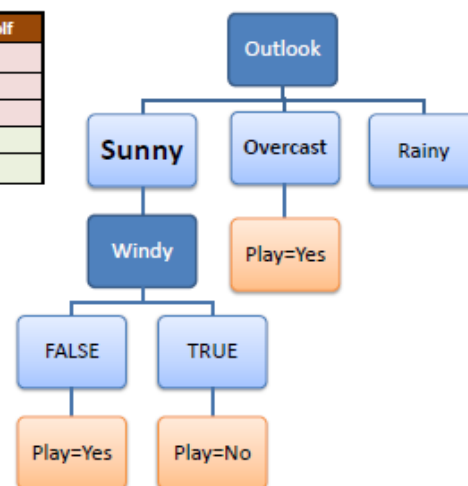 Outlook
Sunny
Overcast
Rainy
Windy
Play=Yes
FALSE
TRUE
Play=Yes
Play=No